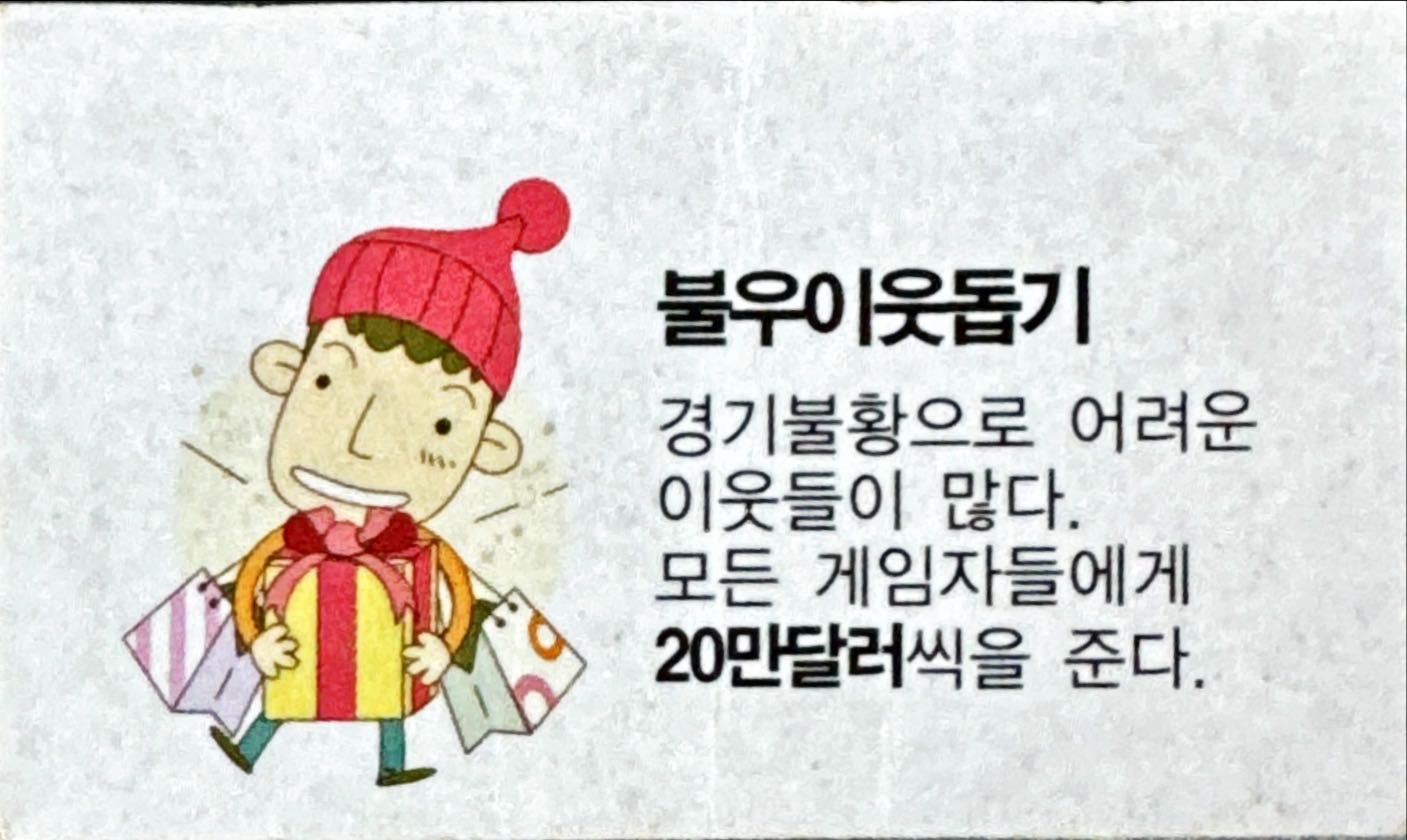 불우이웃돕기
경기불황으로 어려운
이웃들이 많다.
모든 게임자들에게
20만달러씩을 준다.